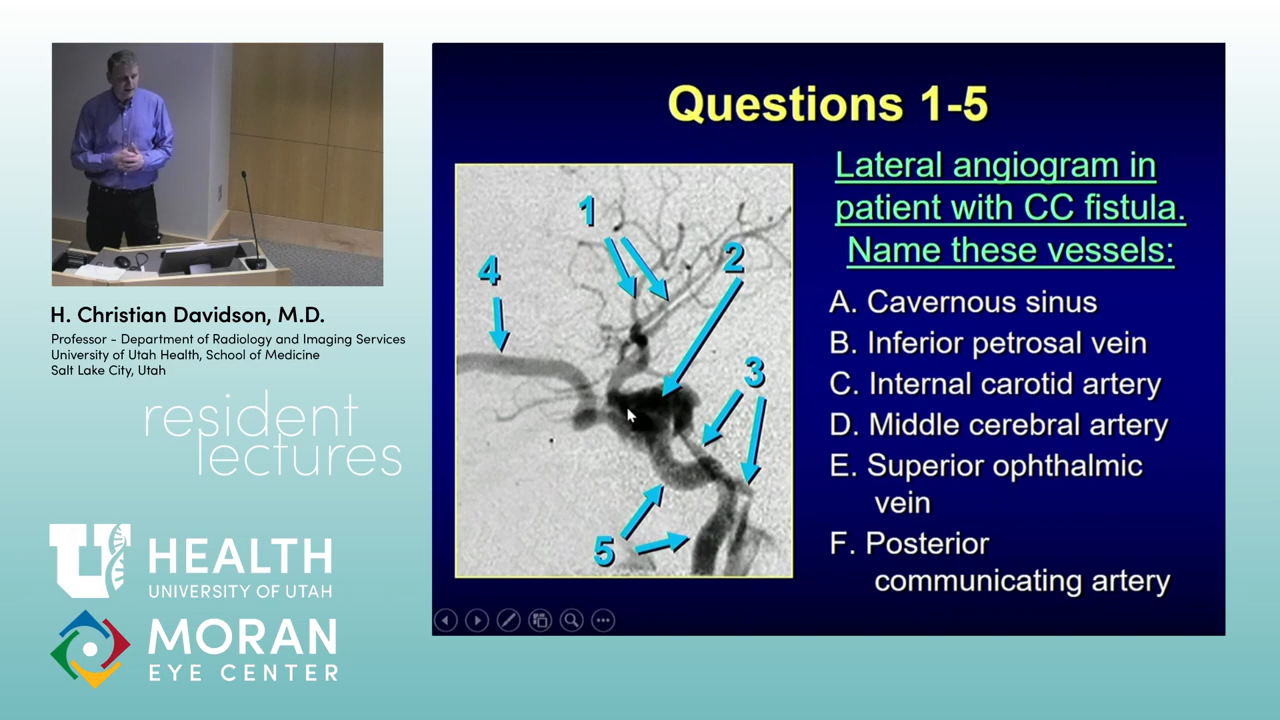 H. Christian Davidson, M.D.
Professor - Department of Radiology and Imaging Services
University of Utah Health, School of Medicine
Salt Lake City, Utah
resident
lectures
U HEALTH
UNIVERSITY OF UTAH
MORAN
EYE CENTER
Questions 1-5
1
2
4
3
5
Lateral angiogram in
patient with CC fistula.
Name these vessels:
A. Cavernous sinus
B. Inferior petrosal vein
C. Internal carotid artery
D. Middle cerebral artery
E. Superior ophthalmic
vein
F. Posterior
communicating artery